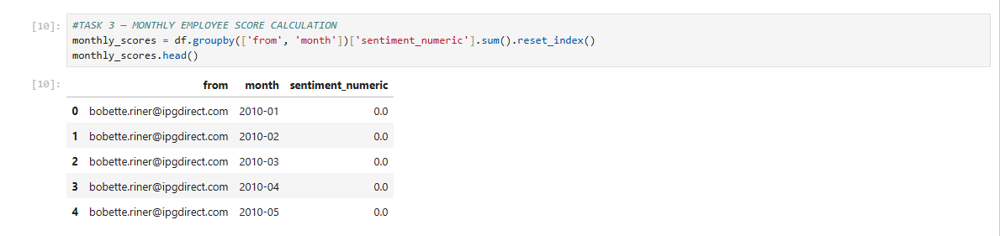 [10]: #TASK 3 — MONTHLY EMPLOYEE SCORE CALCULATION
monthly_scores = df.groupby(['from', 'month'])['sentiment_numeric'].sum().reset_index()
monthly_scores.head()
[10]: from month sentiment_numeric
0 bobette.riner@ipgdirect.com 2010-01 0.0
1 bobette.riner@ipgdirect.com 2010-02 0.0
2 bobette.riner@ipgdirect.com 2010-03 0.0
3 bobette.riner@ipgdirect.com 2010-04 0.0
4 bobette.riner@ipgdirect.com 2010-05 0.0